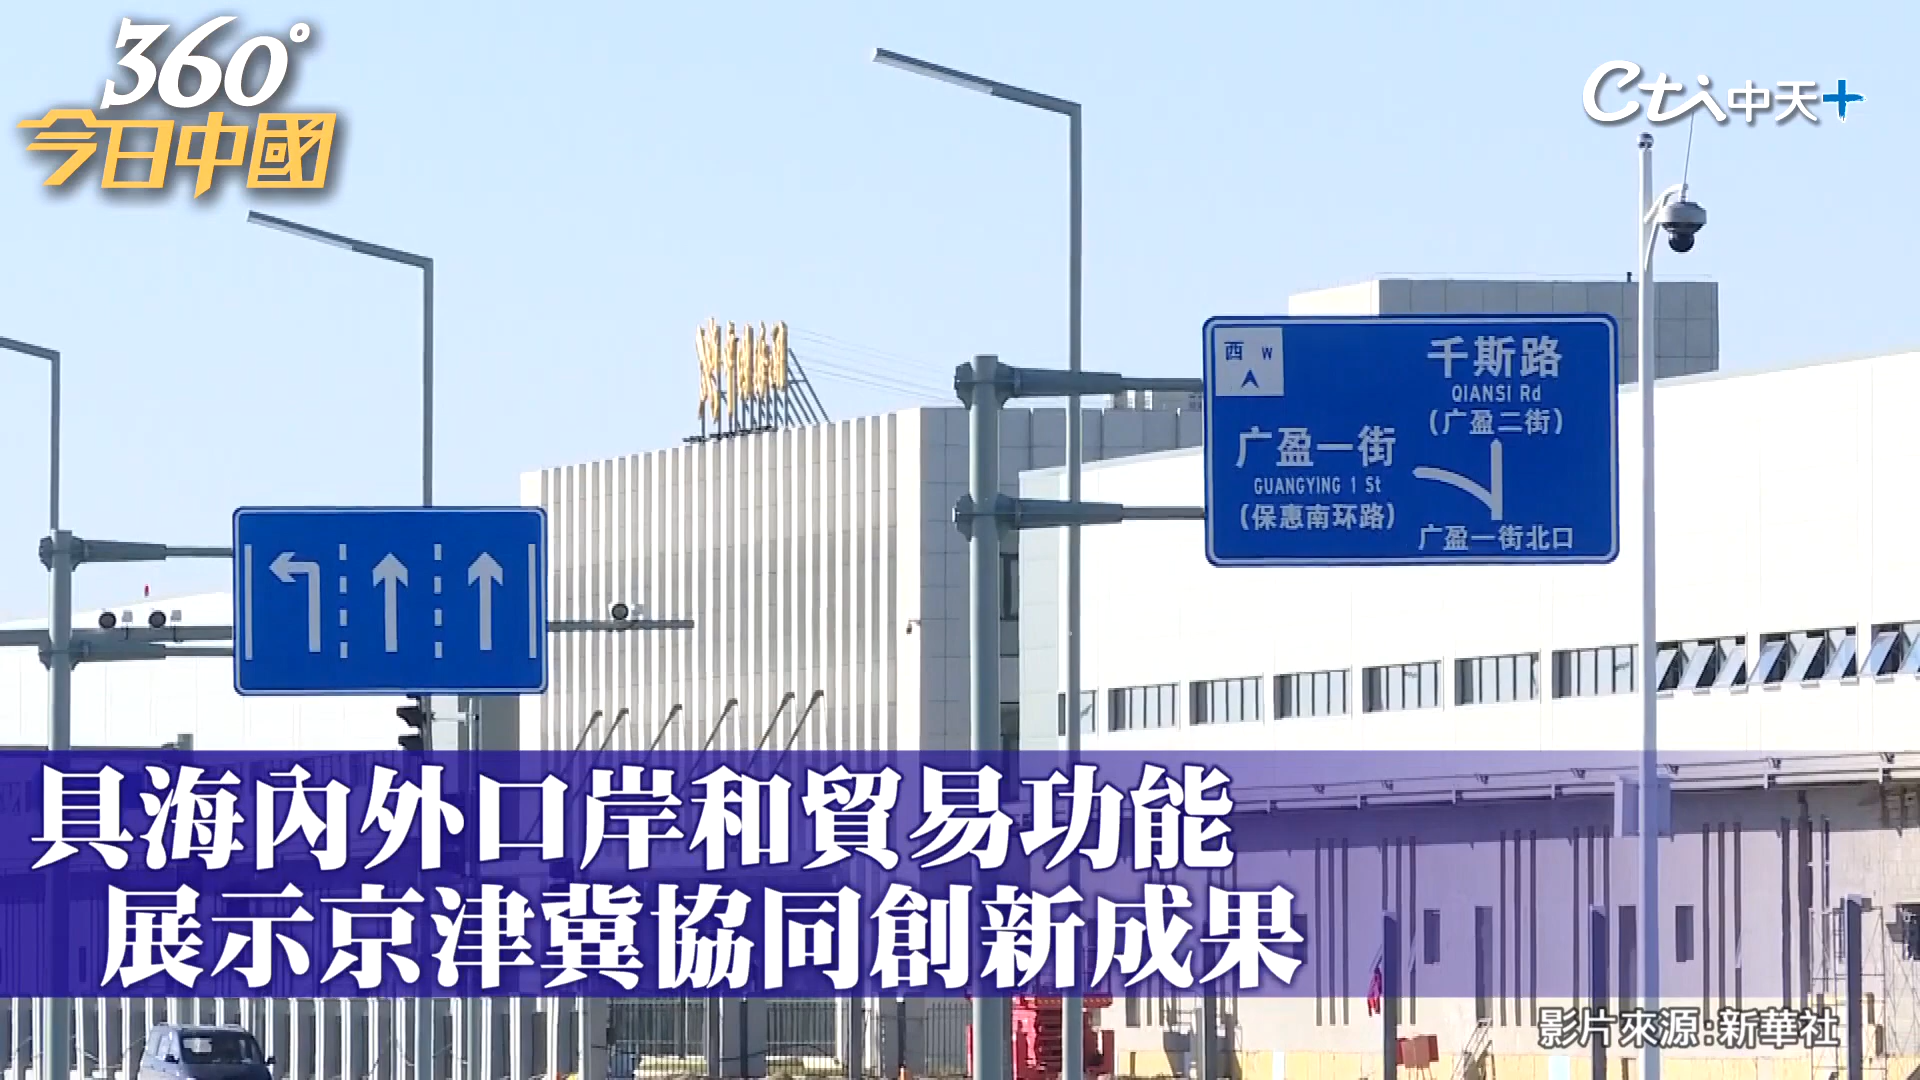 360°
今日中國
Cti中天+
西 W
千斯路
QIANSI Rd
(广盈二街)
广盈一街
GUANGYING 1 St
(保惠南环路)
广盈一街北口
具海內外口岸和貿易功能
展示京津冀協同創新成果
影片來源:新華社